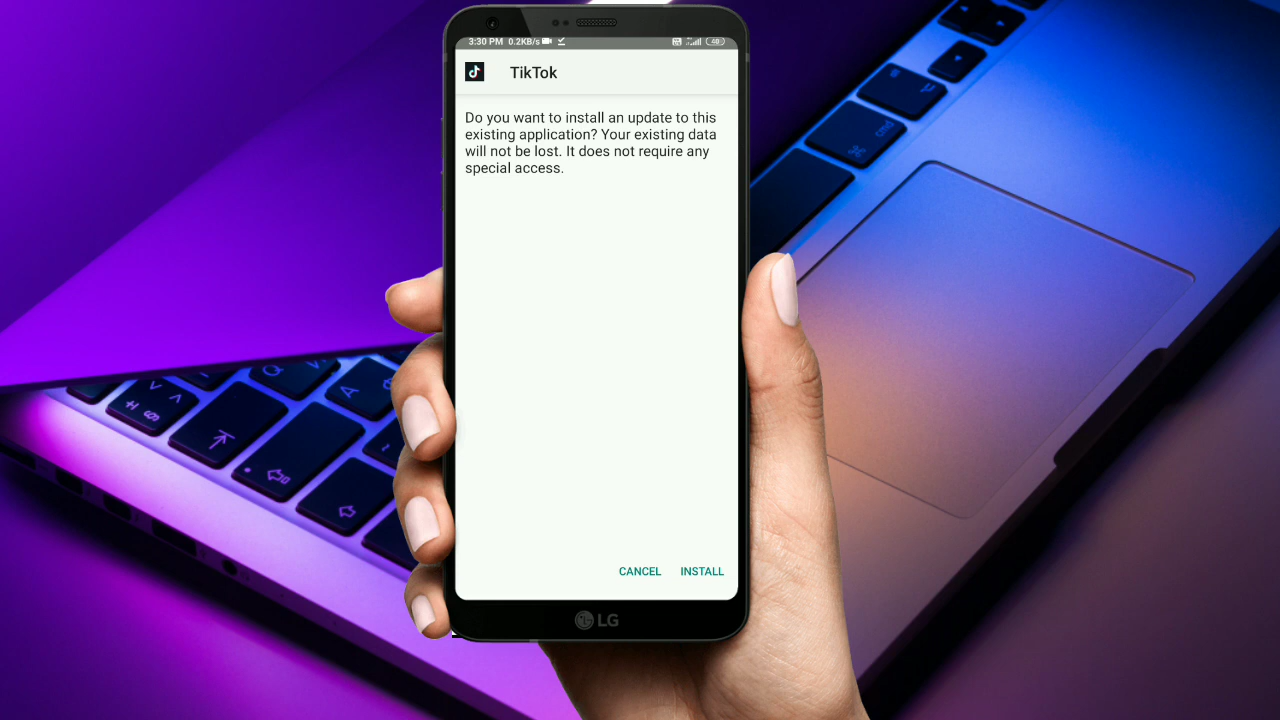 3:30 PM 0.2KB/s
TikTok
Do you want to install an update to this
existing application? Your existing data
will not be lost. It does not require any
special access.
CANCEL INSTALL
LG
cmd
Q
A
H